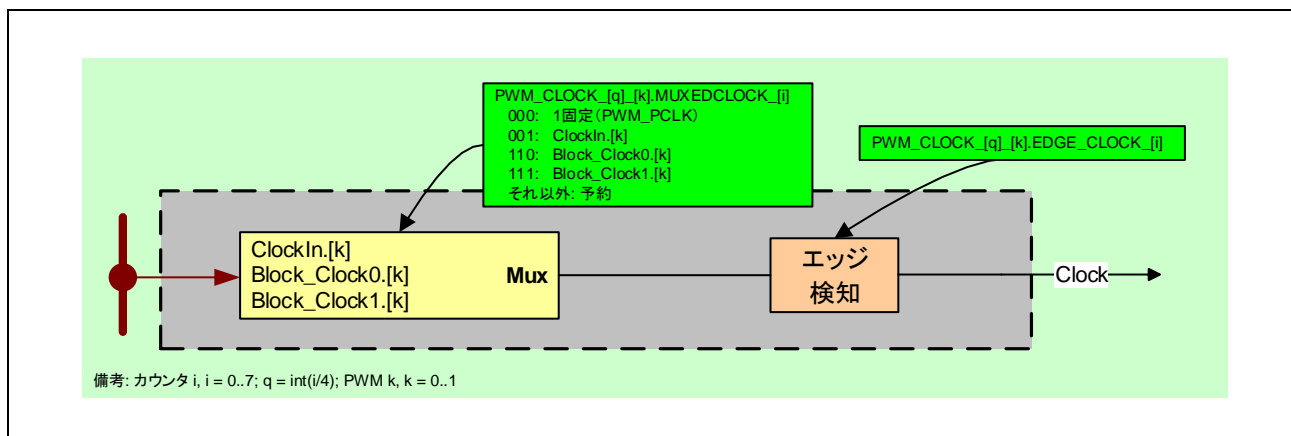 PWM_CLOCK_[q]_[k].MUXEDCLOCK_[i]
000: 1固定(PWM_PCLK)
001: ClockIn.[k]
110: Block_Clock0.[k]
111: Block_Clock1.[k]
それ以外: 予約
PWM_CLOCK_[q]_[k].EDGE_CLOCK_[i]
ClockIn.[k]
Block_Clock0.[k]
Block_Clock1.[k]
Mux
エッジ
検知
Clock
備考: カウンタ i, i = 0..7; q = int(i/4); PWM k, k = 0..1